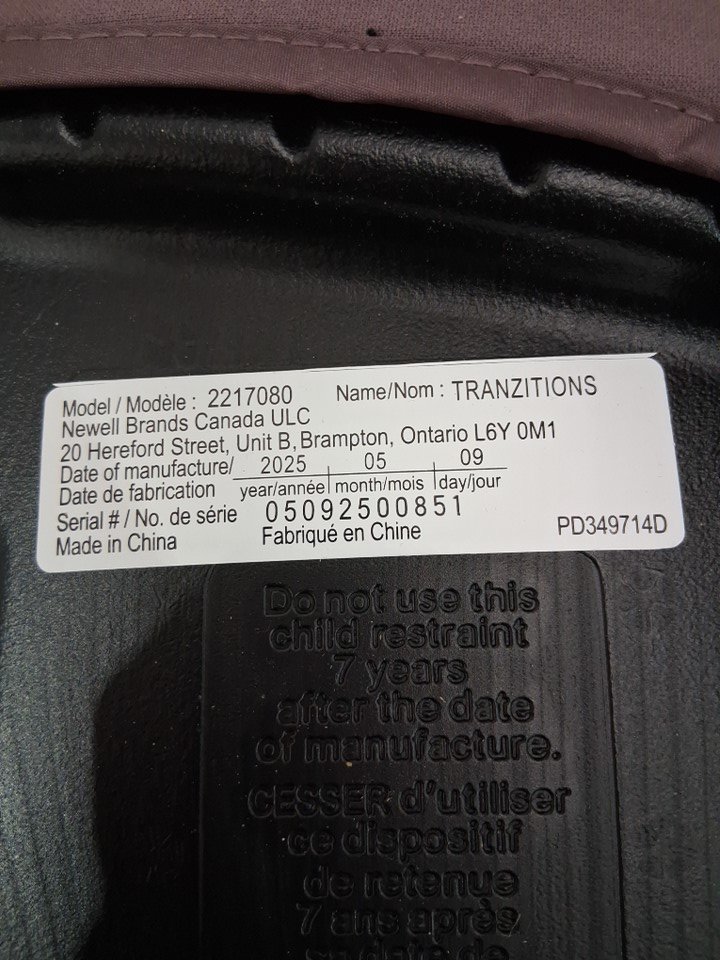 Model / Modèle : 2217080 Name/Nom : TRANZITIONS
Newell Brands Canada ULC
20 Hereford Street, Unit B, Brampton, Ontario L6Y 0M1
Date of manufacture/ 2025 05 09
Date de fabrication year/année month/mois day/jour
Serial # / No. de série 05092500851
Made in China Fabriqué en Chine PD349714D
Do not use this
child restraint
7 years
after the date
of manufacture.
CESSER d'utiliser
ce dispositif
de retenue
7 ans après
date de